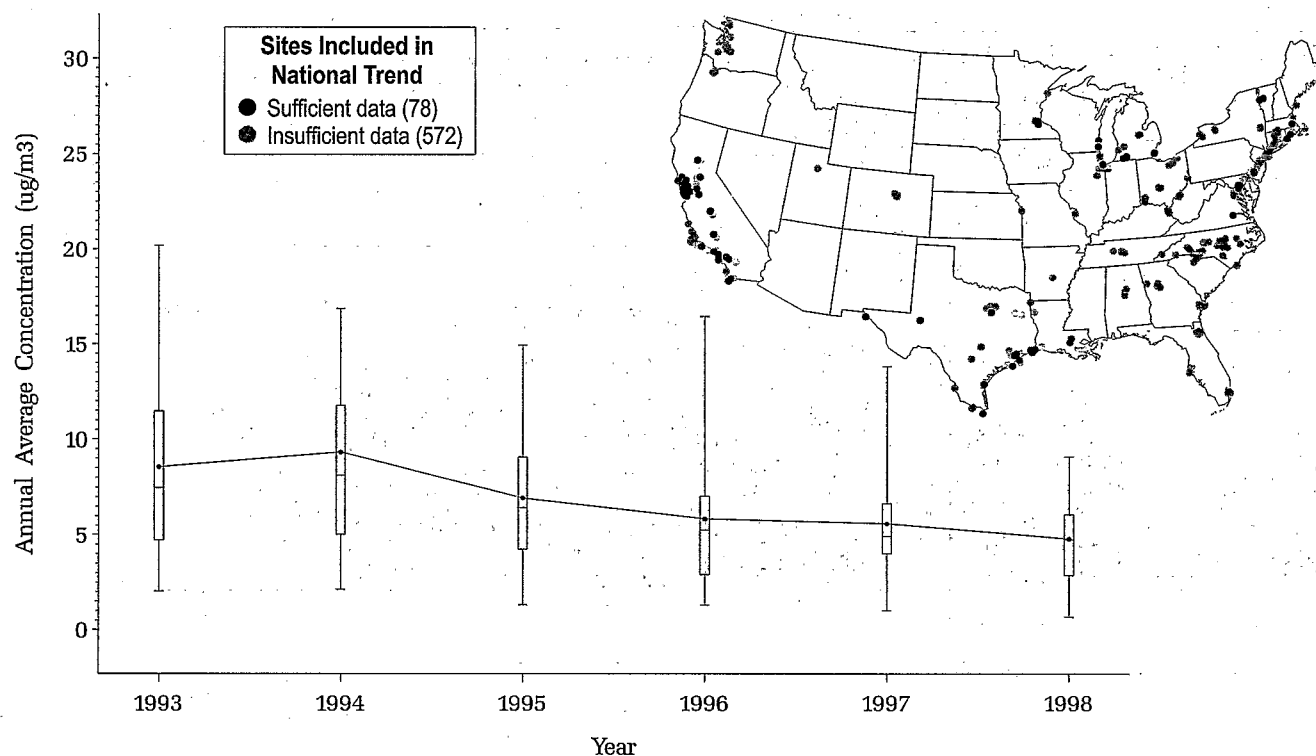 Sites Included in
National Trend
Sufficient data (78)
Insufficient data (572)
Annual Average Concentration (ug/m3)
30
25
20
15
10
5
0
1993 1994 1995 1996 1997 1998
Year